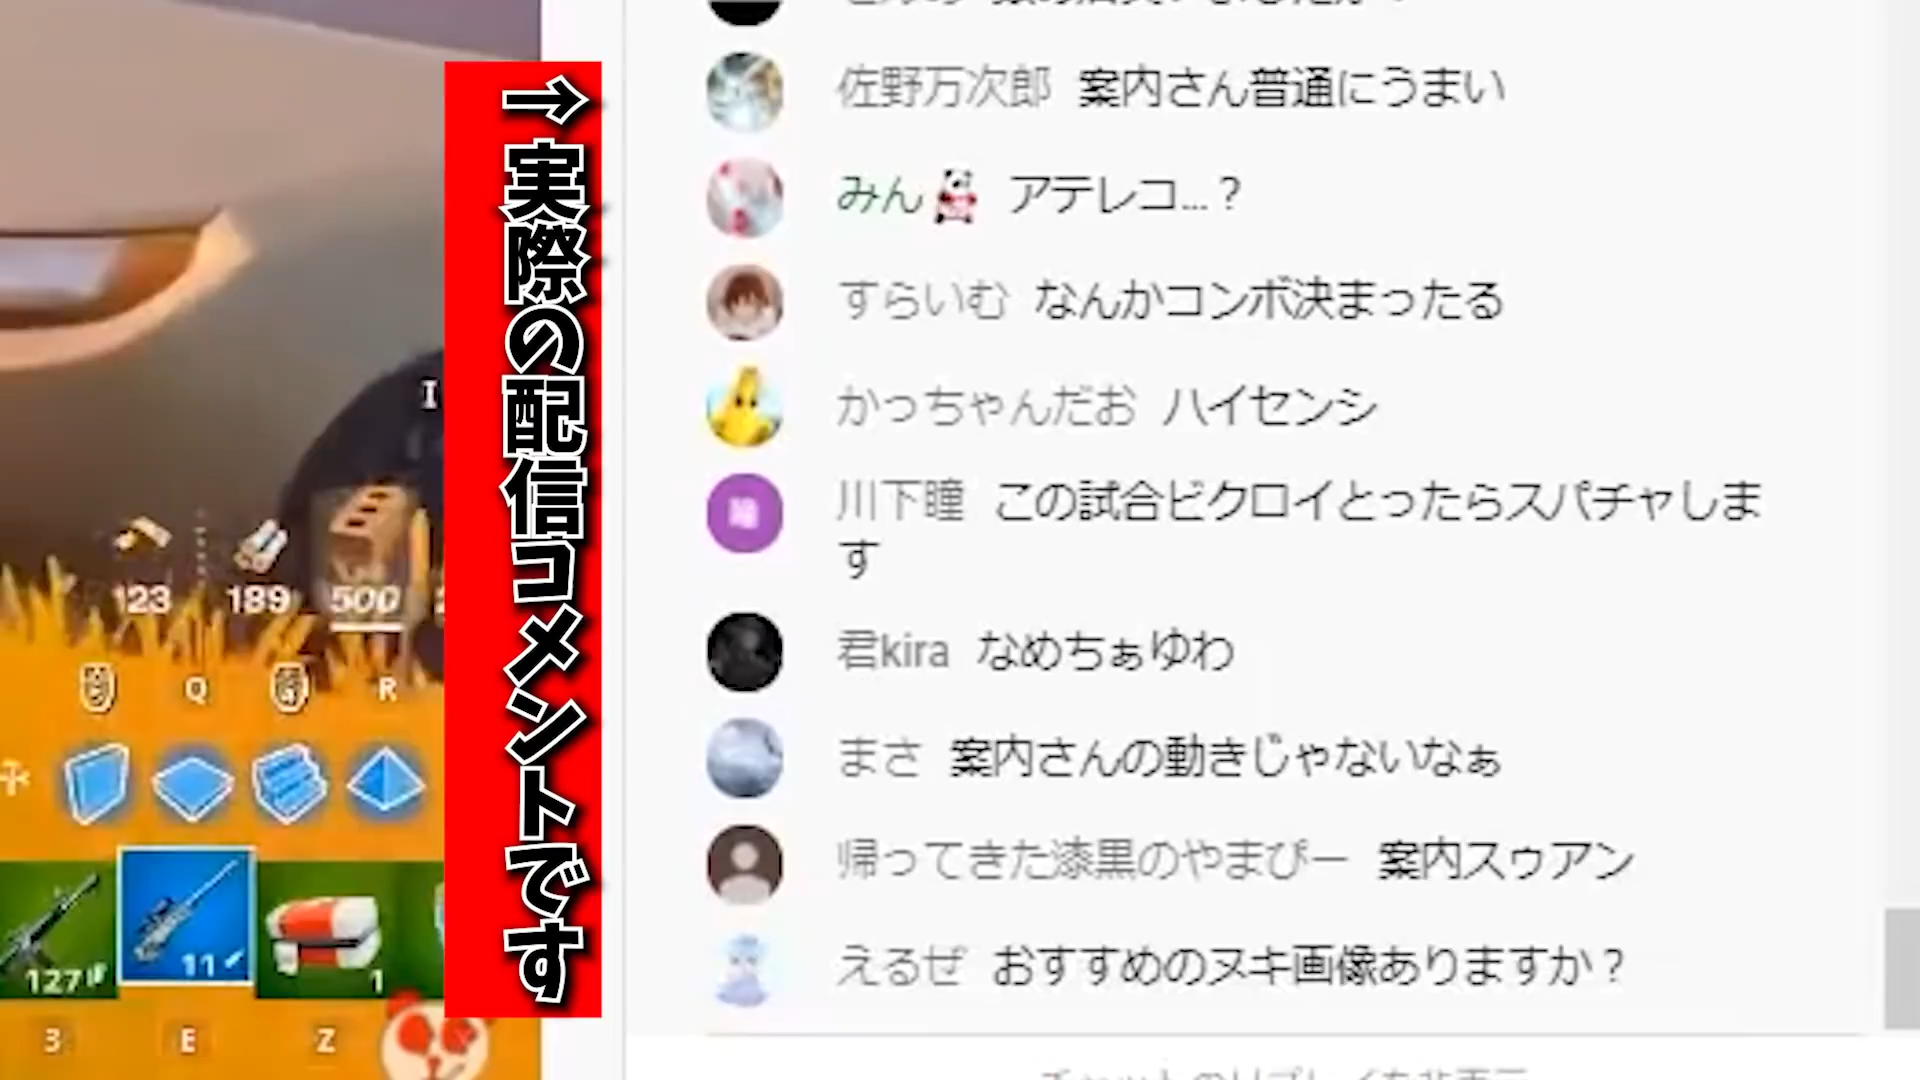 →実際の配信コメントです
佐野万次郎 案内さん普通にうまい
みん🐼 アテレコ...？
すらいむ なんかコンボ決まったる
かっちゃんだお ハイセンシ
川下瞳 この試合ビクロイとったらスパチャしま
す
君kira なめちぁゆわ
まさ 案内さんの動きじゃないなぁ
帰ってきた漆黒のやまぴー 案内スゥアン
えるぜ おすすめのヌキ画像ありますか？
I
123 189 500
Q R
127 11 1
3 E Z